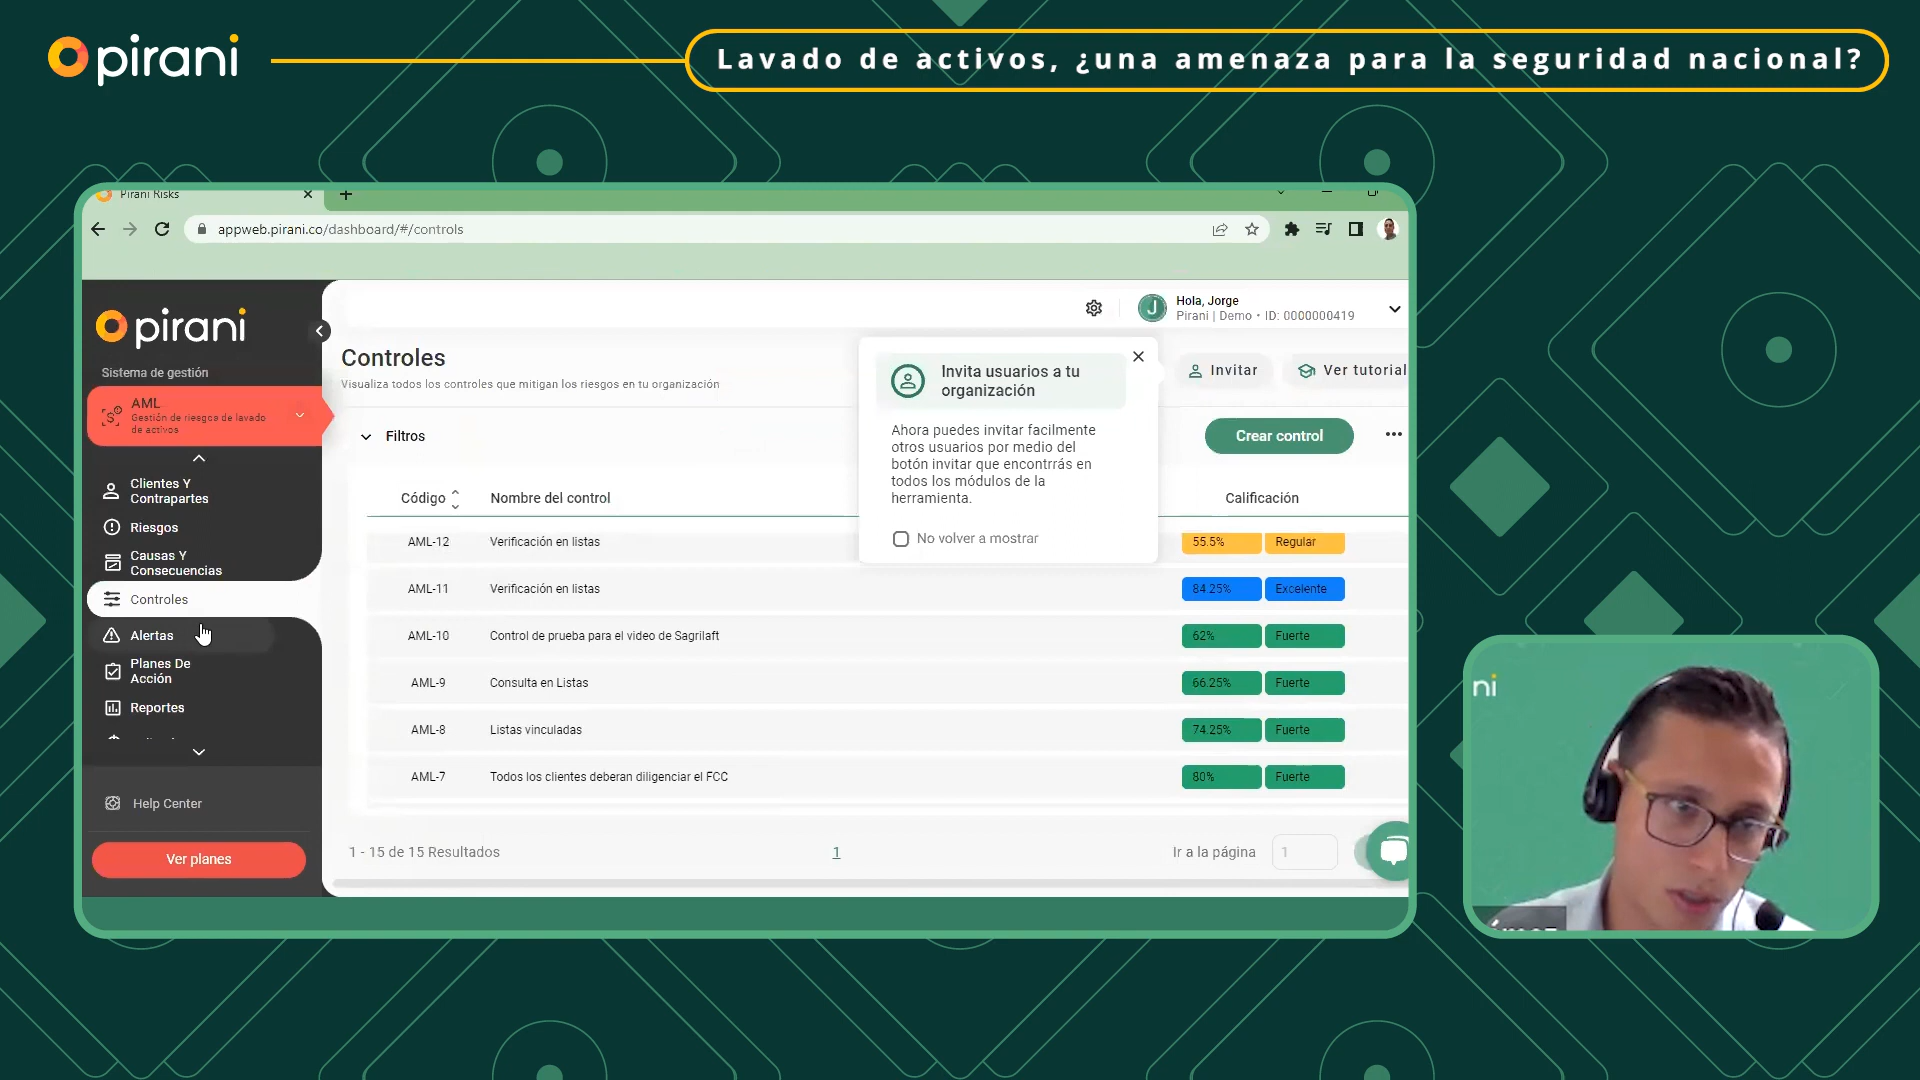 pirani
Lavado de activos, ¿una amenaza para la seguridad nacional?
Pirani Risks
appweb.pirani.co/dashboard/#/controls
pirani
Sistema de gestión
AML
Gestión de riesgos de lavado
de activos
Clientes Y
Contrapartes
Riesgos
Causas Y
Consecuencias
Controles
Alertas
Planes De
Acción
Reportes
Help Center
Ver planes
J
Hola, Jorge
Pirani | Demo • ID: 0000000419
Controles
Visualiza todos los controles que mitigan los riesgos en tu organización
Invitar
Ver tutorial
Invita usuarios a tu
organización
Ahora puedes invitar facilmente
otros usuarios por medio del
botón invitar que encontrrás en
todos los módulos de la
herramienta.
No volver a mostrar
Filtros
Crear control
Código Nombre del control Calificación
AML-12 Verificación en listas 55.5% Regular
AML-11 Verificación en listas 84.25% Excelente
AML-10 Control de prueba para el video de Sagrilaft 62% Fuerte
AML-9 Consulta en Listas 66.25% Fuerte
AML-8 Listas vinculadas 74.25% Fuerte
AML-7 Todos los clientes deberan diligenciar el FCC 80% Fuerte
1 - 15 de 15 Resultados 1 Ir a la página 1
ni